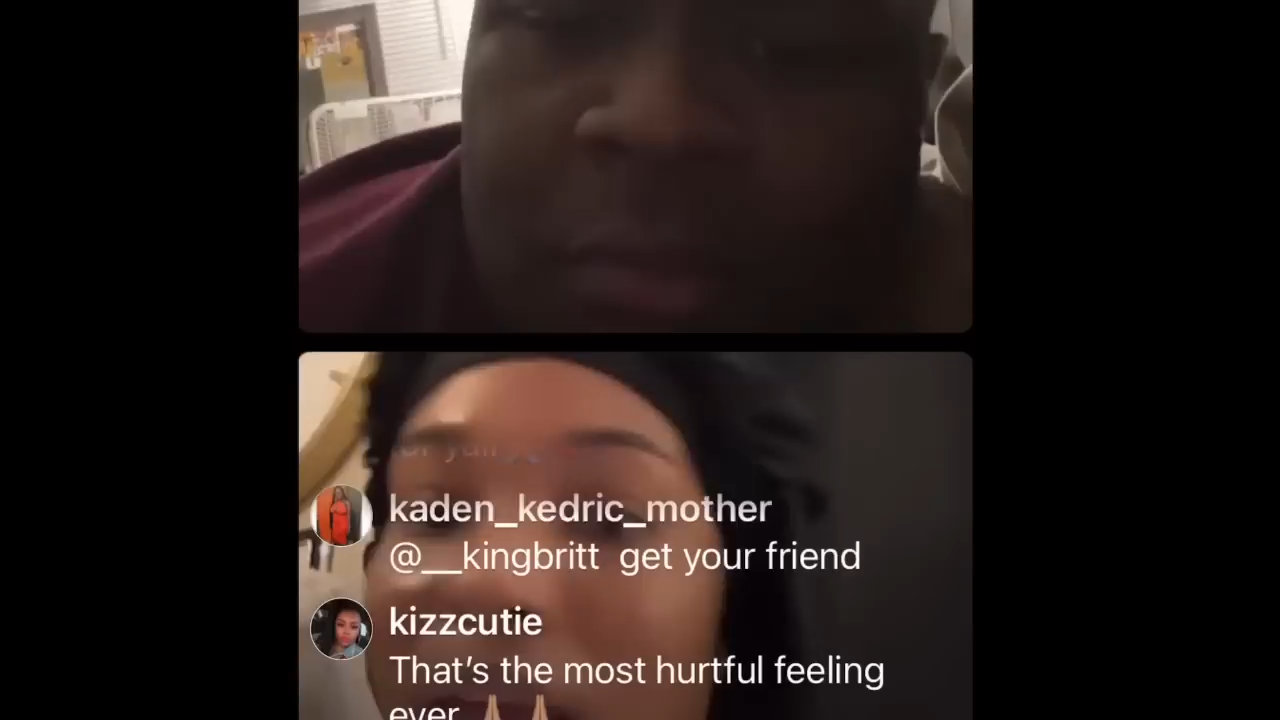 kaden_kedric_mother
@__kingbritt get your friend
kizzcutie
That's the most hurtful feeling
ever 🙏🏼 🙏🏼